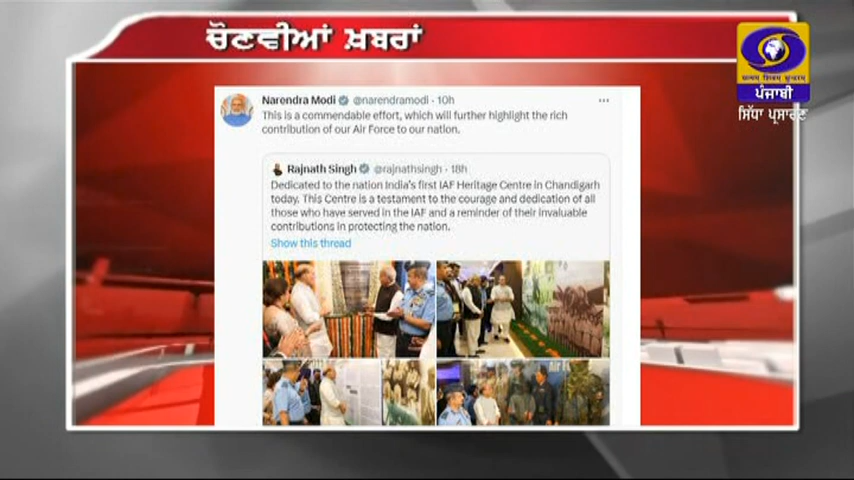 ਚੋਣਵੀਆਂ ਖ਼ਬਰਾਂ
ਪੰਜਾਬੀ
ਸਿੱਧਾ ਪ੍ਰਸਾਰਣ
Narendra Modi @narendramodi · 10h
This is a commendable effort, which will further highlight the rich
contribution of our Air Force to our nation.
Rajnath Singh @rajnathsingh · 18h
Dedicated to the nation India's first IAF Heritage Centre in Chandigarh
today. This Centre is a testament to the courage and dedication of all
those who have served in the IAF and a reminder of their invaluable
contributions in protecting the nation.
Show this thread